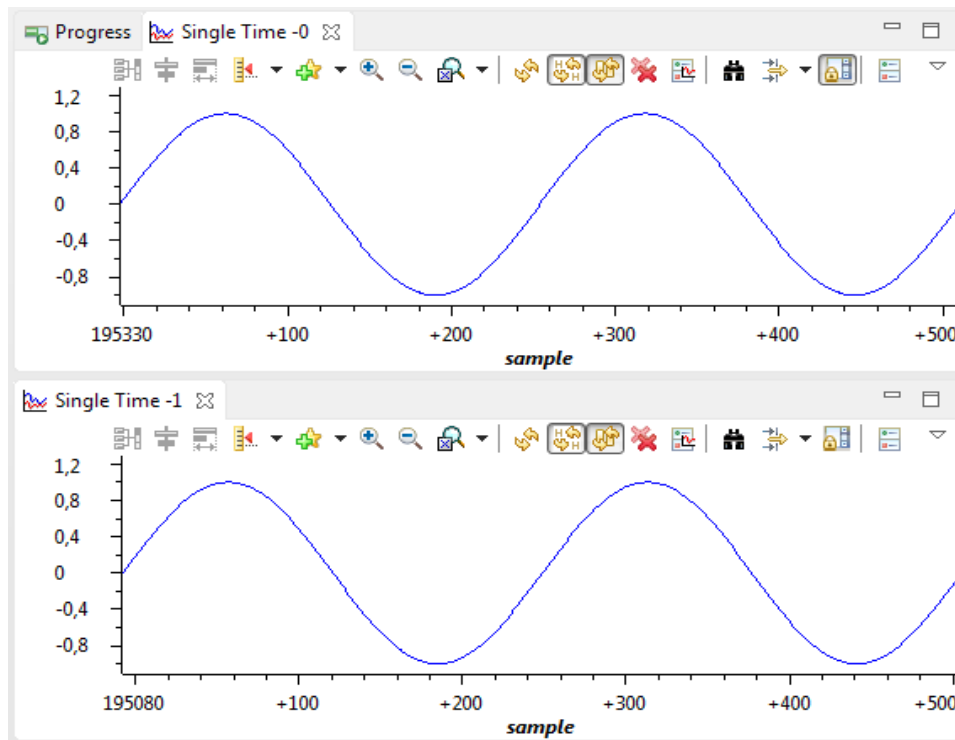 Progress Single Time -0
1,2
0,8
0,4
0
-0,4
-0,8
195330 +100 +200 +300 +400 +500
sample
Single Time -1
1,2
0,8
0,4
0
-0,4
-0,8
195080 +100 +200 +300 +400 +500
sample